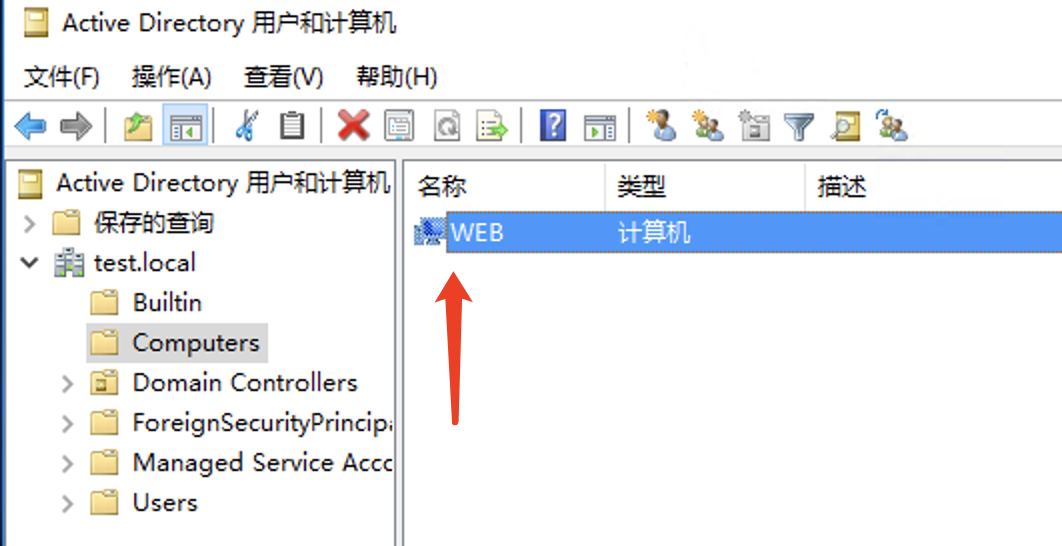 Active Directory 用户和计算机
文件(F) 操作(A) 查看(V) 帮助(H)
Active Directory 用户和计算机
保存的查询
test.local
Builtin
Computers
Domain Controllers
ForeignSecurityPrincipa
Managed Service Acco
Users
名称 类型 描述
WEB 计算机